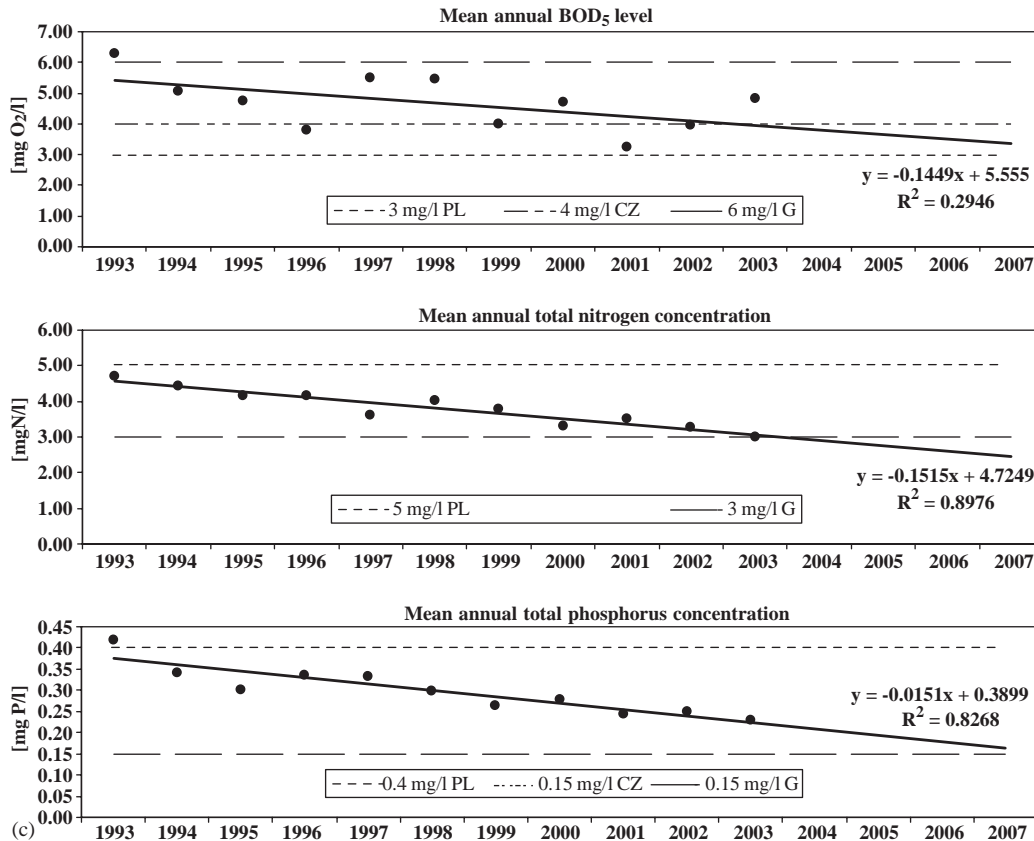 Mean annual BOD5 level
[mg O2/l]
7.00
6.00
5.00
4.00
3.00
2.00
1.00
0.00
y = -0.1449x + 5.555
R2 = 0.2946
3 mg/l PL 4 mg/l CZ 6 mg/l G
1993 1994 1995 1996 1997 1998 1999 2000 2001 2002 2003 2004 2005 2006 2007
Mean annual total nitrogen concentration
[mgN/l]
6.00
5.00
4.00
3.00
2.00
1.00
0.00
y = -0.1515x + 4.7249
R2 = 0.8976
5 mg/l PL 3 mg/l G
1993 1994 1995 1996 1997 1998 1999 2000 2001 2002 2003 2004 2005 2006 2007
Mean annual total phosphorus concentration
[mg P/l]
0.45
0.40
0.35
0.30
0.25
0.20
0.15
0.10
0.05
0.00
y = -0.0151x + 0.3899
R2 = 0.8268
0.4 mg/l PL 0.15 mg/l CZ 0.15 mg/l G
(c)
1993 1994 1995 1996 1997 1998 1999 2000 2001 2002 2003 2004 2005 2006 2007